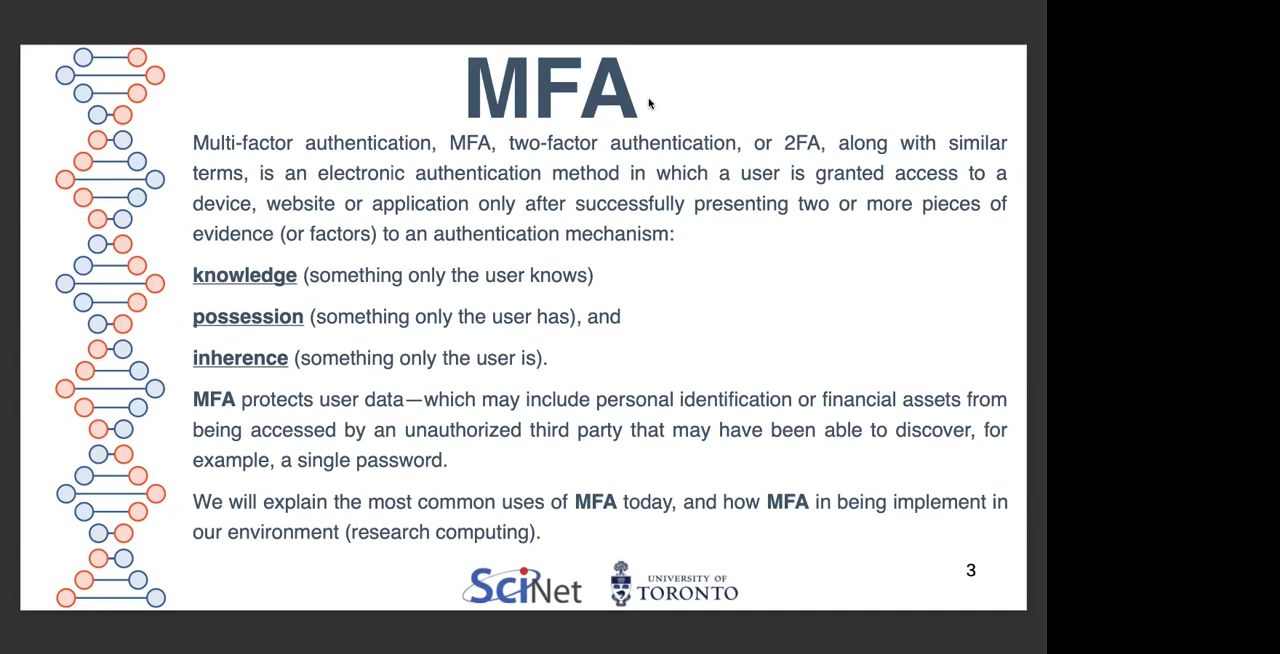 MFA
Multi-factor authentication, MFA, two-factor authentication, or 2FA, along with similar
terms, is an electronic authentication method in which a user is granted access to a
device, website or application only after successfully presenting two or more pieces of
evidence (or factors) to an authentication mechanism:
knowledge (something only the user knows)
possession (something only the user has), and
inherence (something only the user is).
MFA protects user data—which may include personal identification or financial assets from
being accessed by an unauthorized third party that may have been able to discover, for
example, a single password.
We will explain the most common uses of MFA today, and how MFA in being implement in
our environment (research computing).
SciNet
UNIVERSITY OF
TORONTO
3